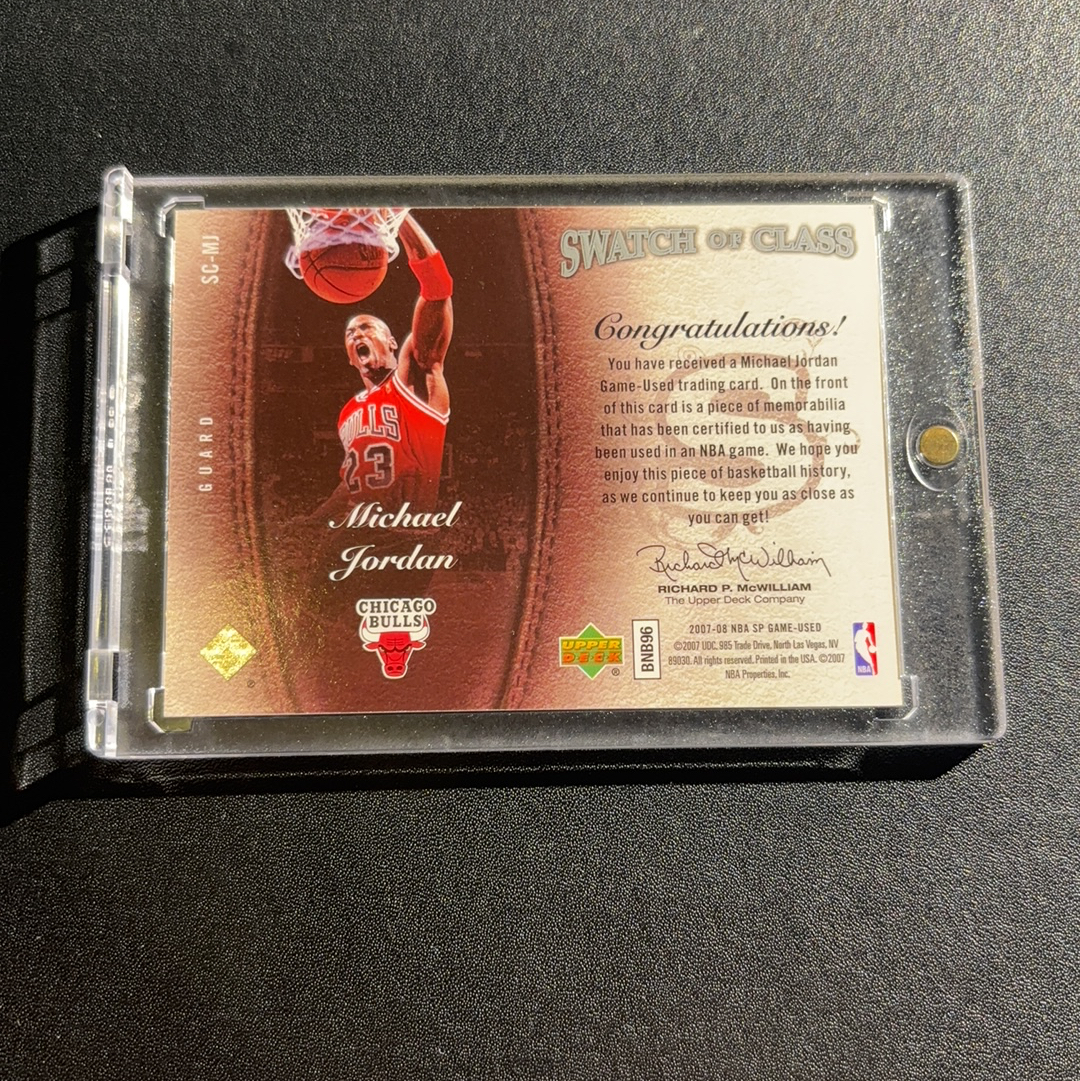 SC-MJ
GUARD
BULLS
23
Michael
Jordan
CHICAGO
BULLS
SWATCH OF CLASS
Congratulations!
You have received a Michael Jordan
Game-Used trading card. On the front
of this card is a piece of memorabilia
that has been certified to us as having
been used in an NBA game. We hope you
enjoy this piece of basketball history,
as we continue to keep you as close as
you can get!
Richard McWilliam
RICHARD P. McWILLIAM
The Upper Deck Company
UPPER
DECK
®
BNB96
2007-08 NBA SP GAME-USED
©2007 UDC, 985 Trade Drive, North Las Vegas, NV
89030. All rights reserved. Printed in the USA. ©2007
NBA Properties, Inc.
NBA